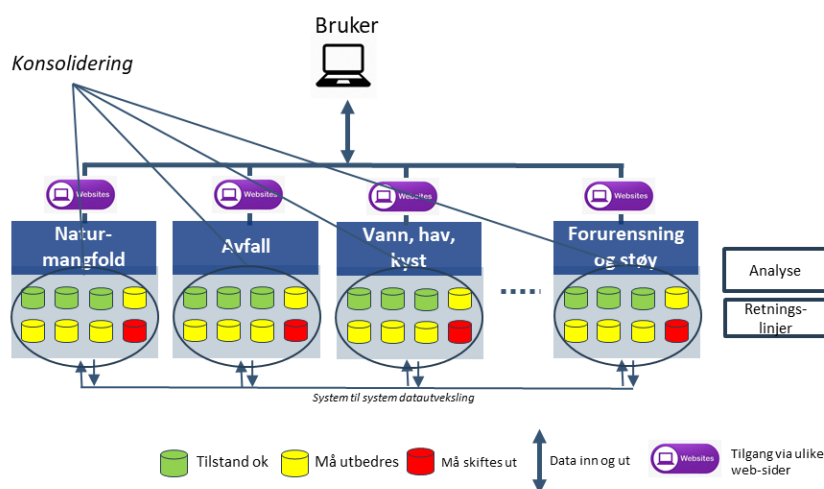 Bruker
Konsolidering
Websites
Websites
Websites
Websites
Natur-
mangfold
Avfall
Vann, hav,
kyst
Forurensning
og støy
Analyse
Retnings-
linjer
System til system datautveksling
Tilstand ok
Må utbedres
Må skiftes ut
Data inn og ut
Websites
Tilgang via ulike
web-sider